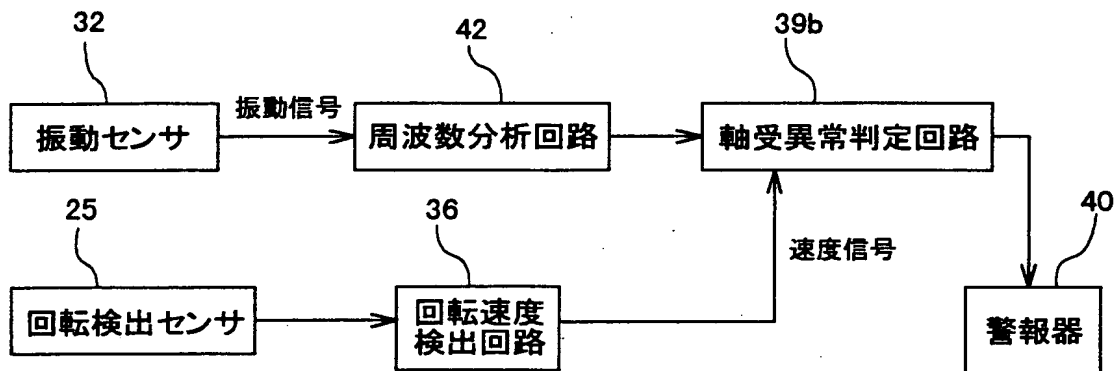 32
42
39b
振動センサ
振動信号
周波数分析回路
軸受異常判定回路
25
36
速度信号
40
回転検出センサ
回転速度
検出回路
警報器